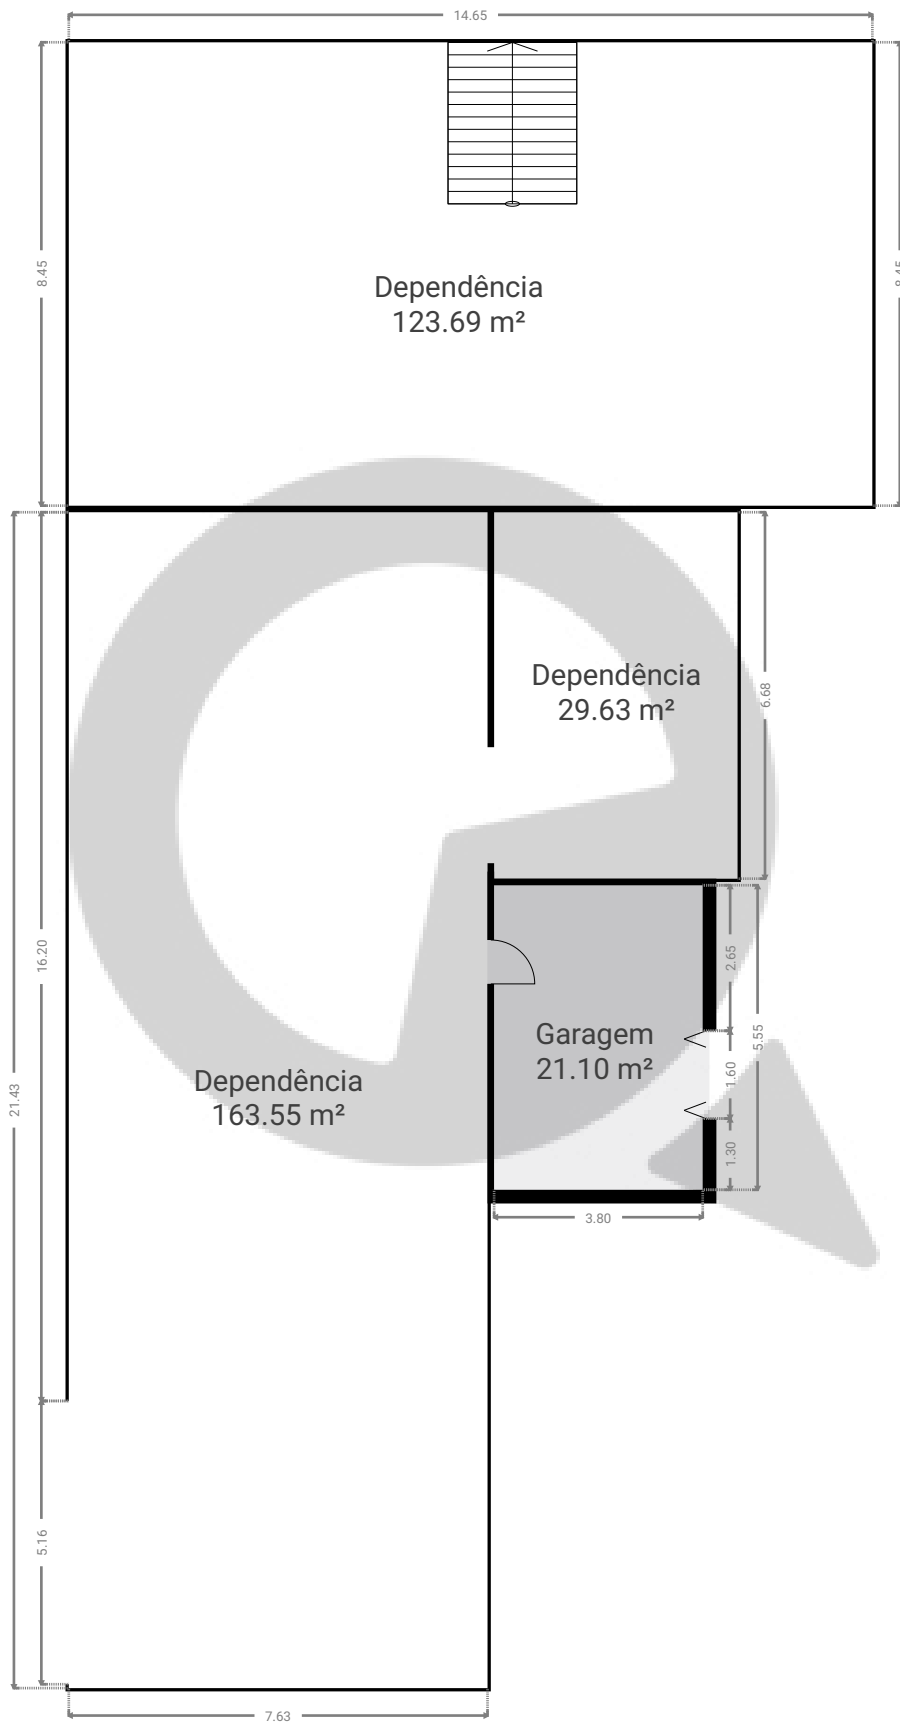 14.65
8.45
8.45
Dependência
123.69 m²
Dependência
29.63 m²
6.68
16.20
2.65
Garagem
21.10 m²
5.55
1.60
Dependência
163.55 m²
21.43
1.30
3.80
5.16
7.63